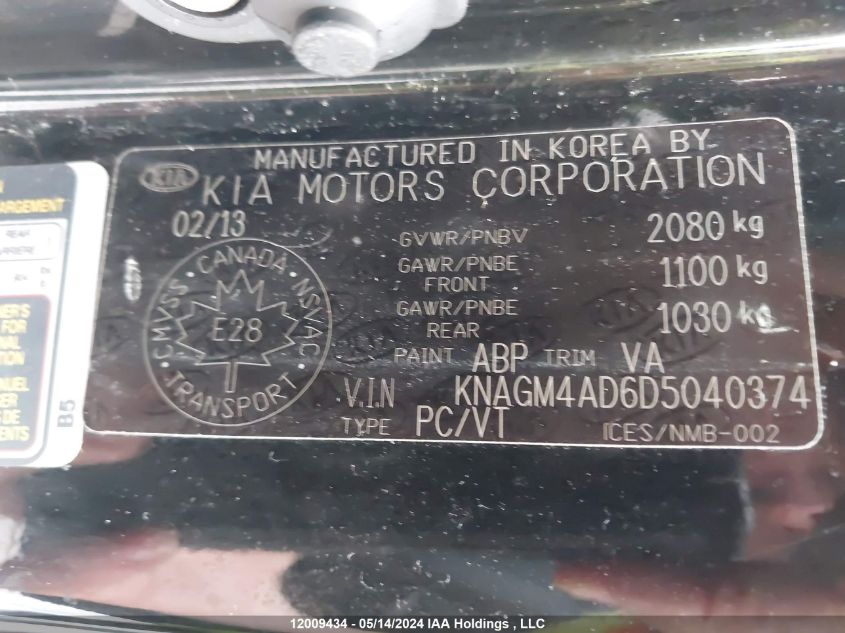 MANUFACTURED IN KOREA BY
KIA KIA MOTORS CORPORATION
02/13
GVWR/PNBV 2080 kg
GAWR/PNBE FRONT 1100 kg
GAWR/PNBE REAR 1030 kg
PAINT ABP TRIM VA
V.I.N KNAGM4AD6D5040374
TYPE PC/VT ICES/NMB-002
CANADA
CMVSS NSVAC
E28
TRANSPORT
ARGEMENT
REAR
B5
12009434 - 05/14/2024 IAA Holdings , LLC